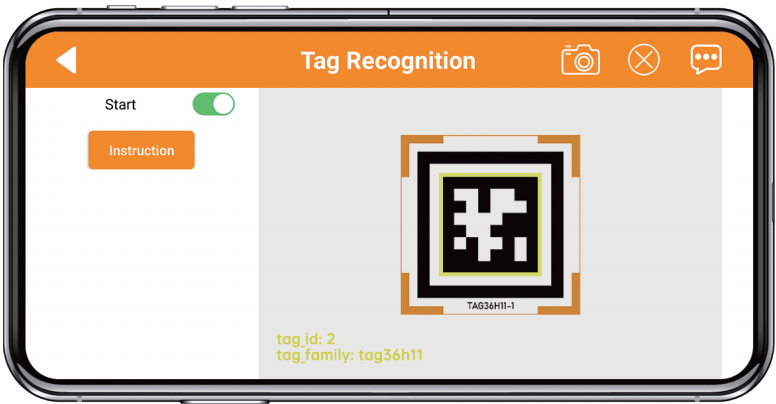 Tag Recognition
Start
Instruction
TAG36H11-1
tag_id: 2
tag_family: tag36h11